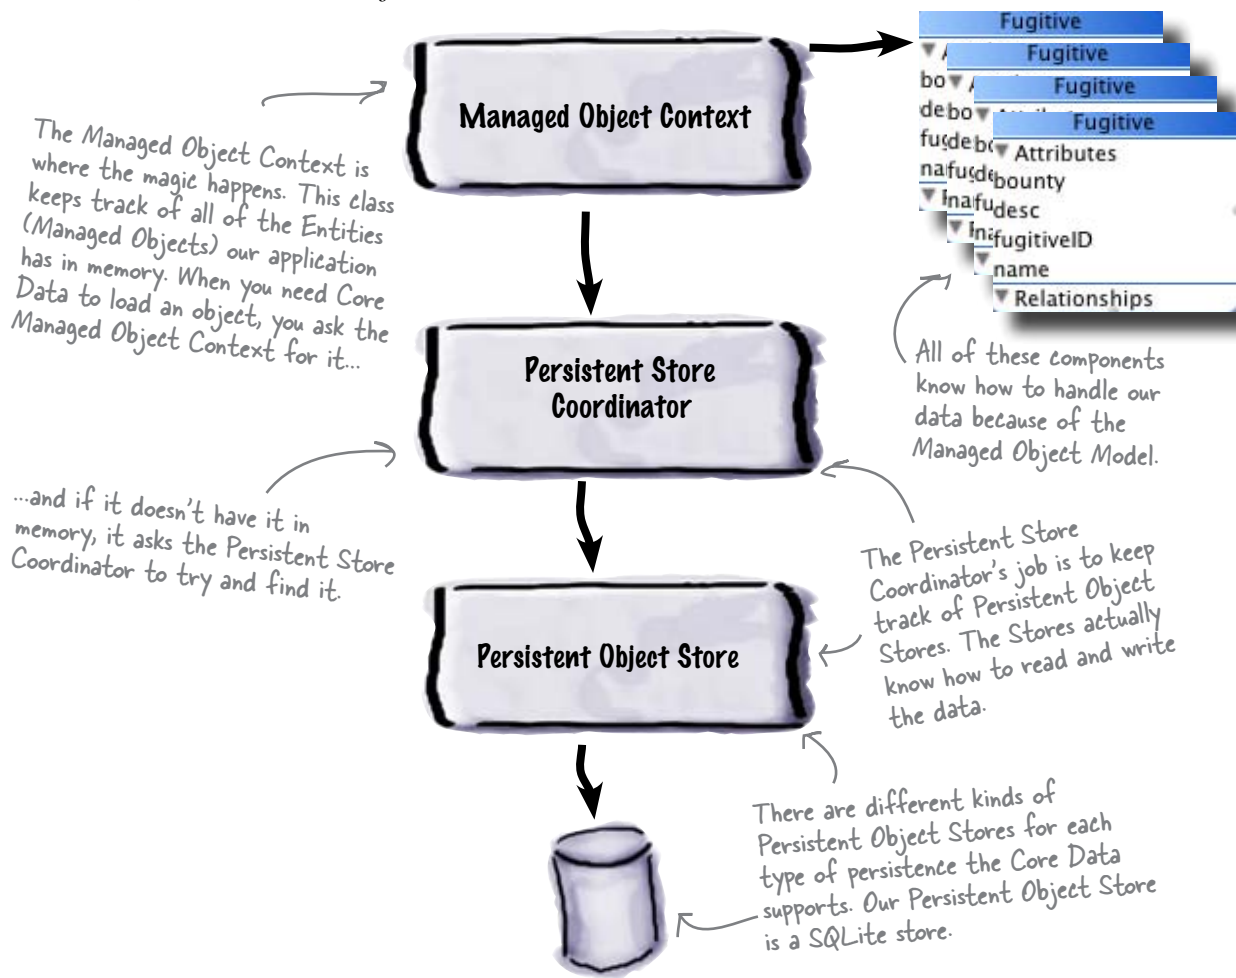 Managed Object Context
The Managed Object Context is
where the magic happens. This class
keeps track of all of the Entities
(Managed Objects) our application
has in memory. When you need Core
Data to load an object, you ask the
Managed Object Context for it...
Fugitive
Fugitive
Fugitive
Fugitive
Attributes
bounty
desc
fugitiveID
name
Relationships
All of these components
know how to handle our
data because of the
Managed Object Model.
Persistent Store
Coordinator
...and if it doesn't have it in
memory, it asks the Persistent Store
Coordinator to try and find it.
The Persistent Store
Coordinator's job is to keep
track of Persistent Object
Stores. The Stores actually
know how to read and write
the data.
Persistent Object Store
There are different kinds of
Persistent Object Stores for each
type of persistence the Core Data
supports. Our Persistent Object Store
is a SQLite store.